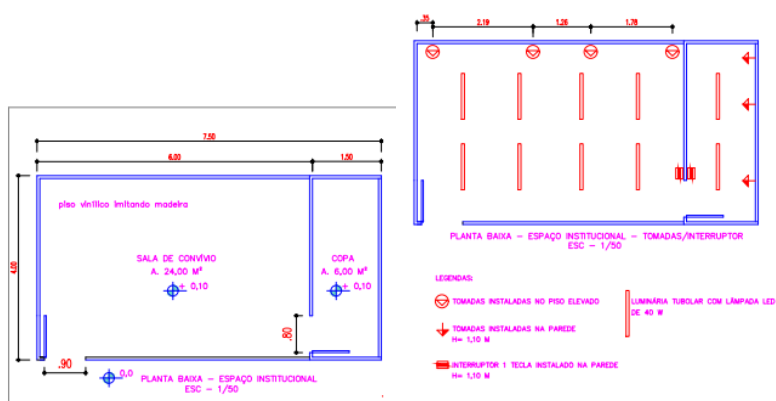 7.50
6.00
1.50
piso vinílico imitando madeira
4.00
SALA DE CONVÍVIO
A. 24,00 M²
+ 0,10
COPA
A. 6,00 M²
+ 0,10
.80
.90
0,0
PLANTA BAIXA – ESPAÇO INSTITUCIONAL
ESC – 1/50
.35
2.19
1.26
1.78
PLANTA BAIXA – ESPAÇO INSTITUCIONAL – TOMADAS/INTERRUPTOR
ESC – 1/50
LEGENDAS:
TOMADAS INSTALADAS NO PISO ELEVADO
TOMADAS INSTALADAS NA PAREDE
H= 1,10 M
INTERRUPTOR 1 TECLA INSTALADO NA PAREDE
H= 1,10 M
LUMINÁRIA TUBOLAR COM LÂMPADA LED
DE 40 W